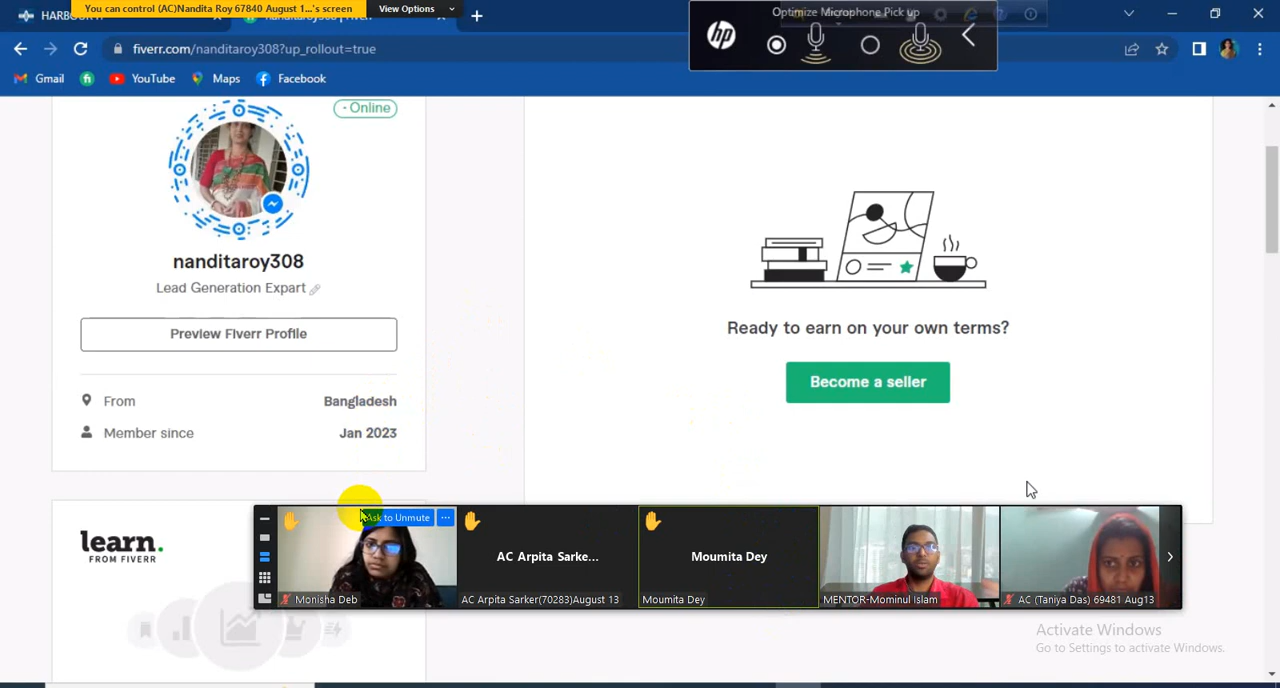 You can control (AC)Nandita Roy 67840 August 1...'s screen
View Options
Optimize Microphone Pick up
hp
fiverr.com/nanditaroy308?up_rollout=true
Gmail
fi
YouTube
Maps
Facebook
- Online
nanditaroy308
Lead Generation Expart
Preview Fiverr Profile
From
Bangladesh
Member since
Jan 2023
Ready to earn on your own terms?
Become a seller
learn.
FROM FIVERR
Ask to Unmute
Monisha Deb
AC Arpita Sarke...
AC Arpita Sarker(70283)August 13
Moumita Dey
Moumita Dey
MENTOR-Mominul Islam
AC (Taniya Das) 69481 Aug13
Activate Windows
Go to Settings to activate Windows.